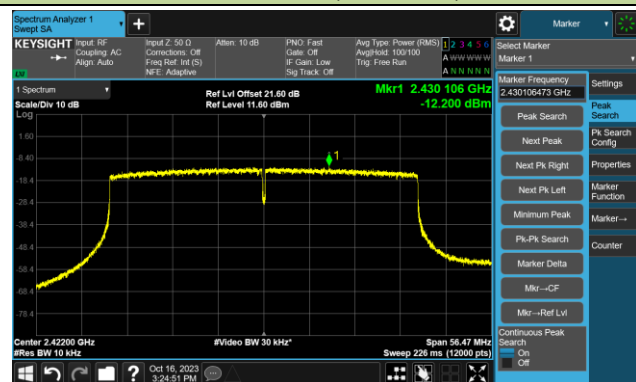 Spectrum Analyzer 1
Swept SA
Marker
KEYSIGHT
Input: RF
Coupling: AC
Align: Auto
Input Z: 50 Ω
Corrections: Off
Freq Ref: Int (S)
NFE: Adaptive
Atten: 10 dB
PNO: Fast
Gate: Off
IF Gain: Low
Sig Track: Off
Avg Type: Power (RMS)
Avg|Hold: 100/100
Trig: Free Run
1 2 3 4 5 6
A W W W W W
A N N N N N
LXI
Select Marker
Marker 1
1 Spectrum
Scale/Div 10 dB
Log
Ref Lvl Offset 21.60 dB
Ref Level 11.60 dBm
Mkr1 2.430 106 GHz
-12.200 dBm
1.60
-8.40
-18.4
-28.4
-38.4
-48.4
-58.4
-68.4
-78.4
1
Center 2.42200 GHz
#Res BW 10 kHz
#Video BW 30 kHz*
Span 56.47 MHz
Sweep 226 ms (12000 pts)
Marker Frequency
2.430106473 GHz
Peak Search
Next Peak
Next Pk Right
Next Pk Left
Minimum Peak
Pk-Pk Search
Marker Delta
Mkr→CF
Mkr→Ref Lvl
Continuous Peak
Search
On
Off
Settings
Peak
Search
Pk Search
Config
Properties
Marker
Function
Marker→
Counter
Oct 16, 2023
3:24:51 PM